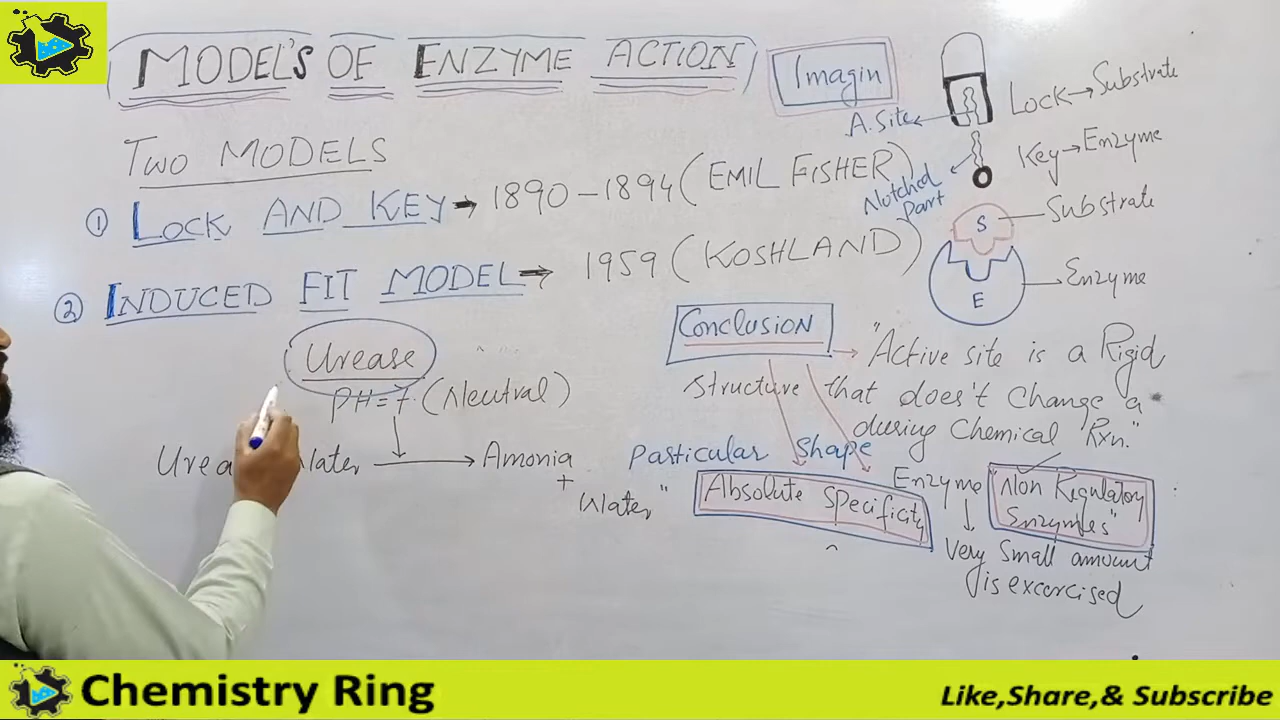 MODEL'S OF ENZYME ACTION
Imagin
A.Site
Lock → Substrate
Key → Enzyme
Notched Part
TWO MODELS
① LOCK AND KEY → 1890 - 1894 (EMIL FISHER)
S
Substrate
② INDUCED FIT MODEL → 1959 (KOSHLAND)
Enzyme
E
Urease
PH = 7. (Neutral)
Urea
Water → Amonia
+
Water"
Conclusion → "Active site is a Rigid
Structure that does't Change a
during Chemical Rxn."
Particular Shape
Absolute Specificity
Enzyme
"Non Regulatory
Enzymes"
Very Small amount
is excercised
Chemistry Ring
Like,Share,& Subscribe